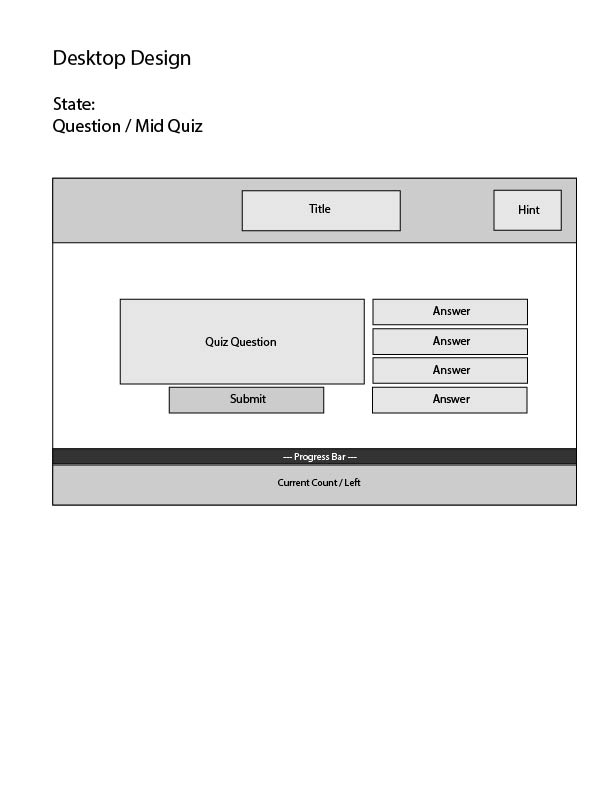 Desktop Design
State:
Question / Mid Quiz
Title
Hint
Quiz Question
Submit
Answer
Answer
Answer
Answer
--- Progress Bar ---
Current Count / Left